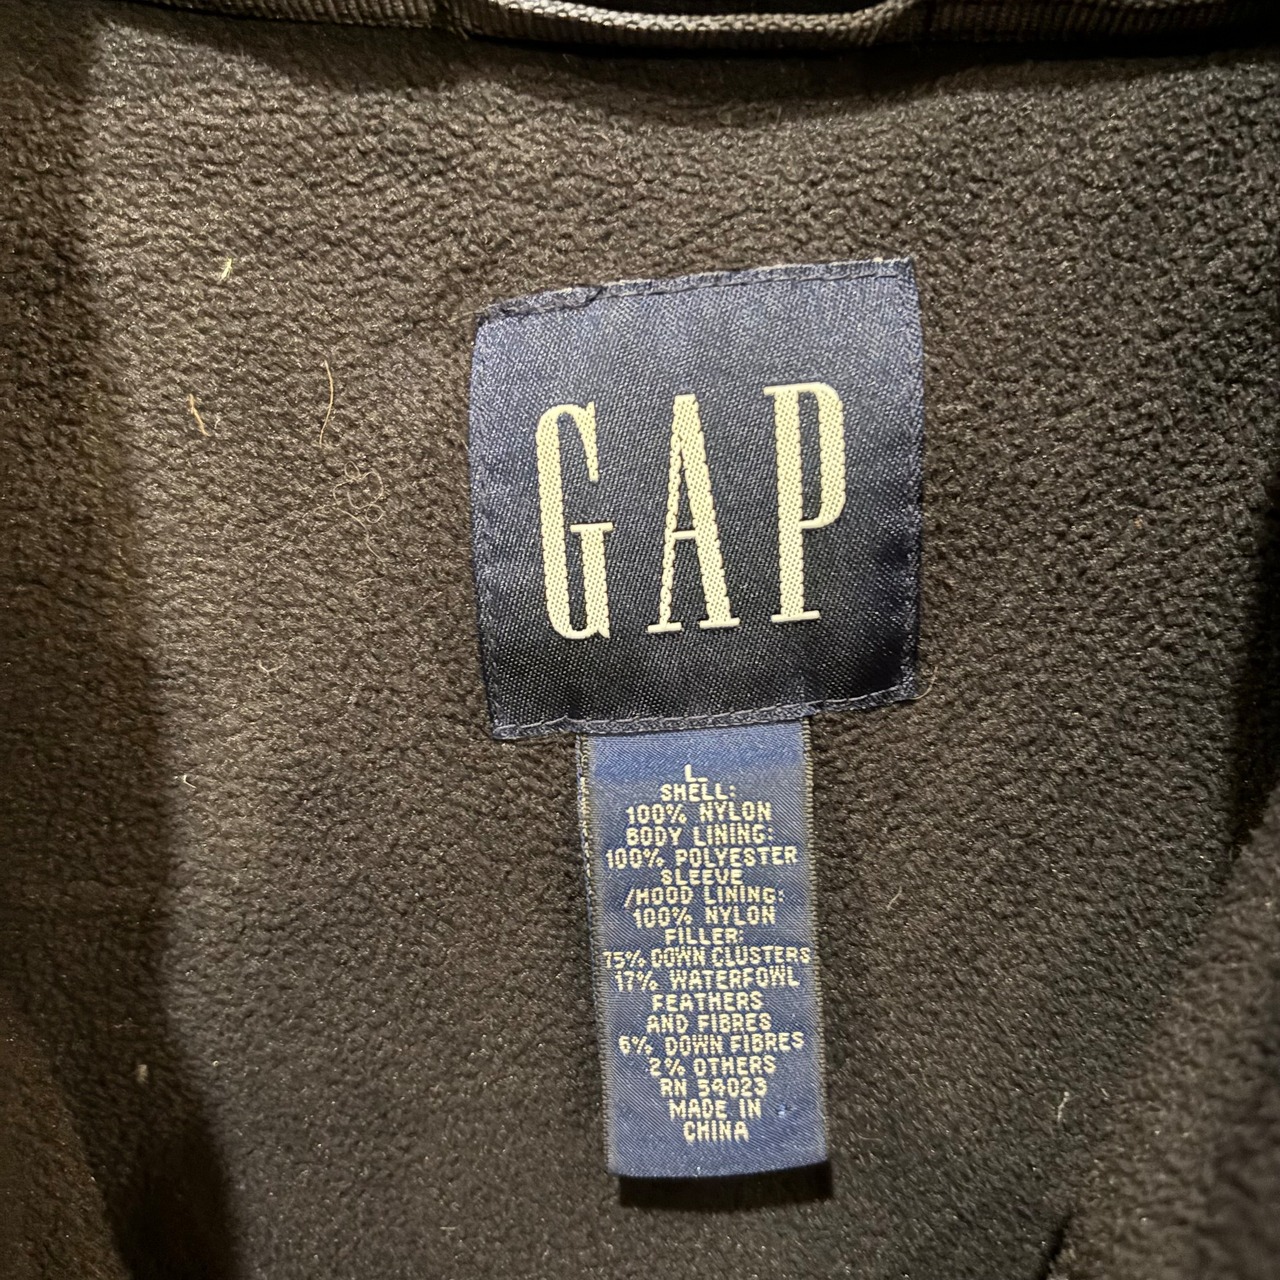 GAP
L
SHELL:
100% NYLON
BODY LINING:
100% POLYESTER
SLEEVE
/HOOD LINING:
100% NYLON
FILLER:
75% DOWN CLUSTERS
17% WATERFOWL
FEATHERS
AND FIBRES
6% DOWN FIBRES
2% OTHERS
RN 54023
MADE IN
CHINA